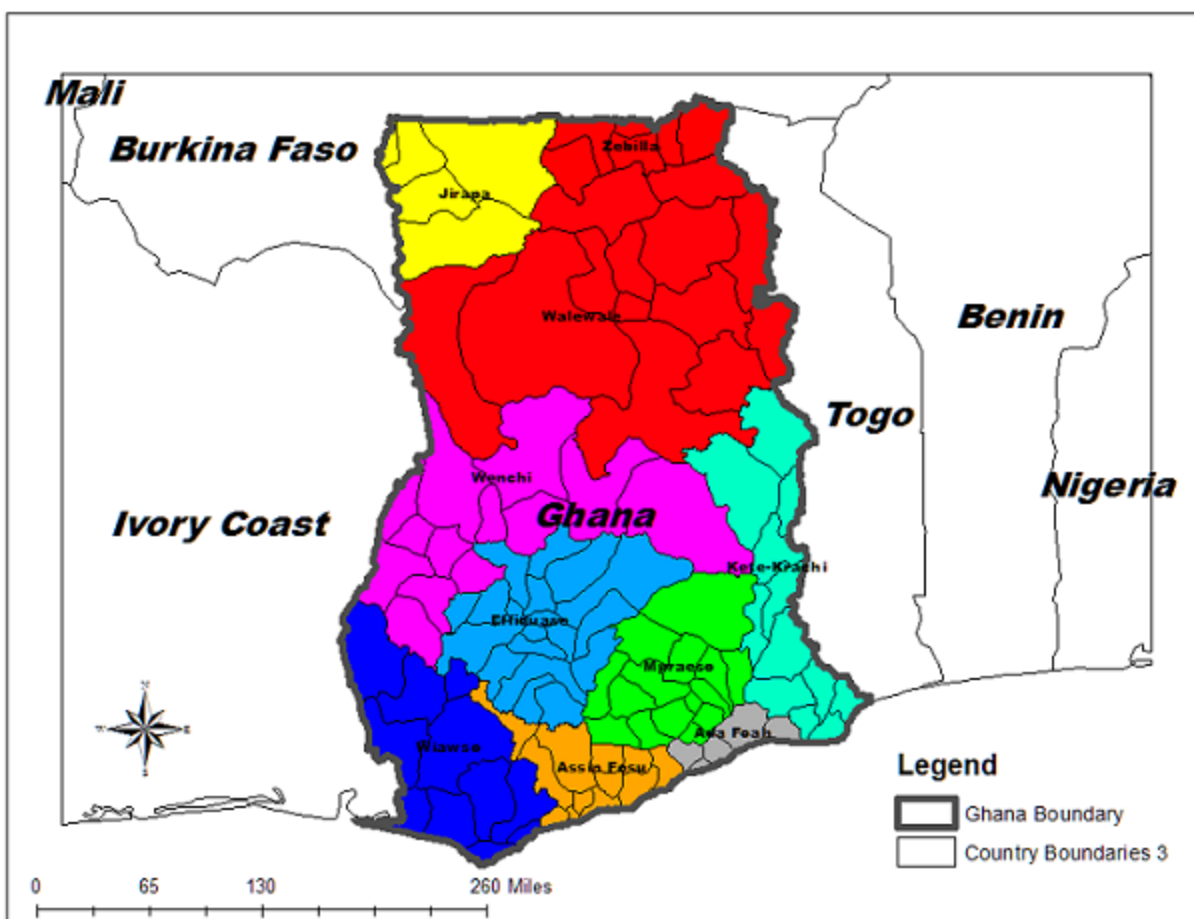 Mali
Burkina Faso
Zebilla
Jirapa
Walewale
Benin
Togo
Wenchi
Nigeria
Ghana
Ivory Coast
Kete-Krachi
Effiduase
Mpraeso
Ada Foah
Wiawso
Assin Fosu
N
W
E
S
Legend
Ghana Boundary
Country Boundaries 3
0 65 130 260 Miles